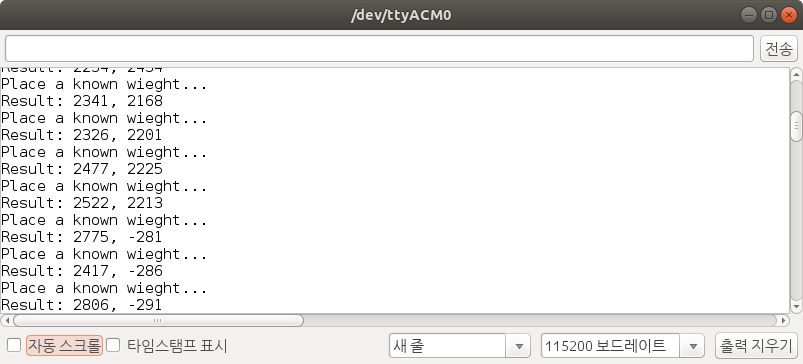 /dev/ttyACM0
전송
Result: 2254, 2434
Place a known wieght...
Result: 2341, 2168
Place a known wieght...
Result: 2326, 2201
Place a known wieght...
Result: 2477, 2225
Place a known wieght...
Result: 2522, 2213
Place a known wieght...
Result: 2775, -281
Place a known wieght...
Result: 2417, -286
Place a known wieght...
Result: 2806, -291
자동 스크롤 타임스탬프 표시 새 줄 115200 보드레이트 출력 지우기